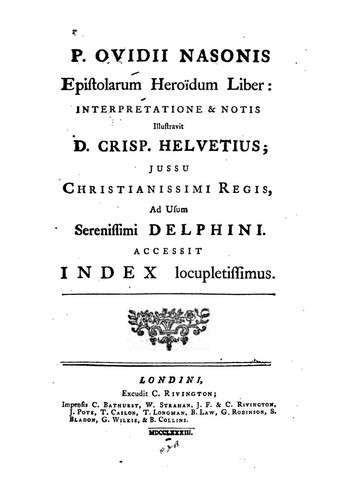 P. OVIDII NASONIS
Epiſtolarum Heroïdum Liber:
INTERPRETATIONE & NOTIS
Illuſtravit
D. CRISP. HELVETIUS;
JUSSU
CHRISTIANISSIMI REGIS,
Ad Uſum
Sereniſſimi DELPHINI.
ACCESSIT
INDEX locupletiſſimus.
LONDINI,
Excudit C. RIVINGTON;
Impenſis C. BATHURST, W. STRAHAN, J. F. & C. RIVINGTON,
J. POTE, T. CASLON, T. LONGMAN, B. LAW, G. ROBINSON, S.
BLADON, G. WILKIE, & B. COLLINS.
MDCCLXXXIII.